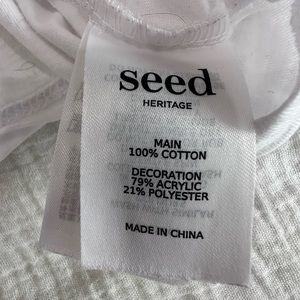 seed
HERITAGE
MAIN
100% COTTON
DECORATION
79% ACRYLIC
21% POLYESTER
MADE IN CHINA